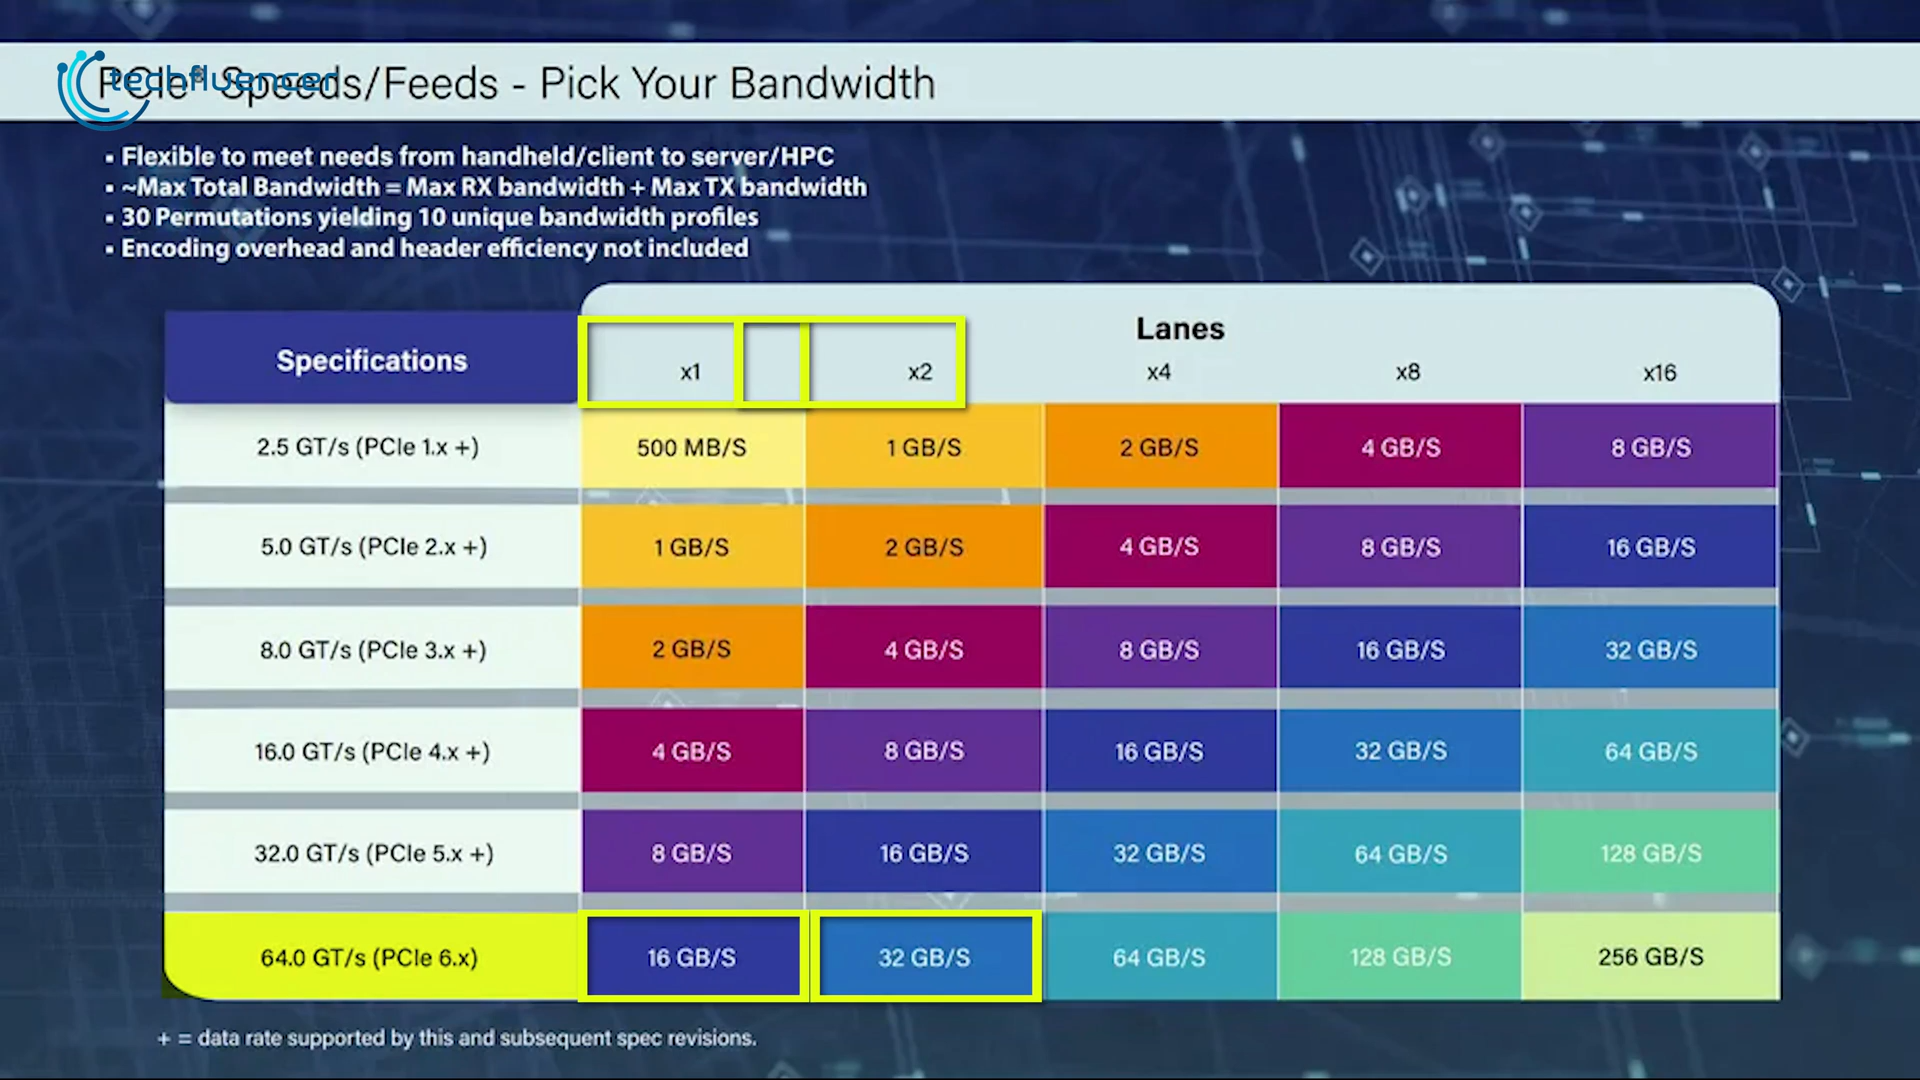 techfluencer
PCIe® Speeds/Feeds - Pick Your Bandwidth
▪ Flexible to meet needs from handheld/client to server/HPC
▪ ~Max Total Bandwidth = Max RX bandwidth + Max TX bandwidth
▪ 30 Permutations yielding 10 unique bandwidth profiles
▪ Encoding overhead and header efficiency not included
Specifications
Lanes
x1 x2 x4 x8 x16
2.5 GT/s (PCIe 1.x +) 500 MB/S 1 GB/S 2 GB/S 4 GB/S 8 GB/S
5.0 GT/s (PCIe 2.x +) 1 GB/S 2 GB/S 4 GB/S 8 GB/S 16 GB/S
8.0 GT/s (PCIe 3.x +) 2 GB/S 4 GB/S 8 GB/S 16 GB/S 32 GB/S
16.0 GT/s (PCIe 4.x +) 4 GB/S 8 GB/S 16 GB/S 32 GB/S 64 GB/S
32.0 GT/s (PCIe 5.x +) 8 GB/S 16 GB/S 32 GB/S 64 GB/S 128 GB/S
64.0 GT/s (PCIe 6.x) 16 GB/S 32 GB/S 64 GB/S 128 GB/S 256 GB/S
+ = data rate supported by this and subsequent spec revisions.